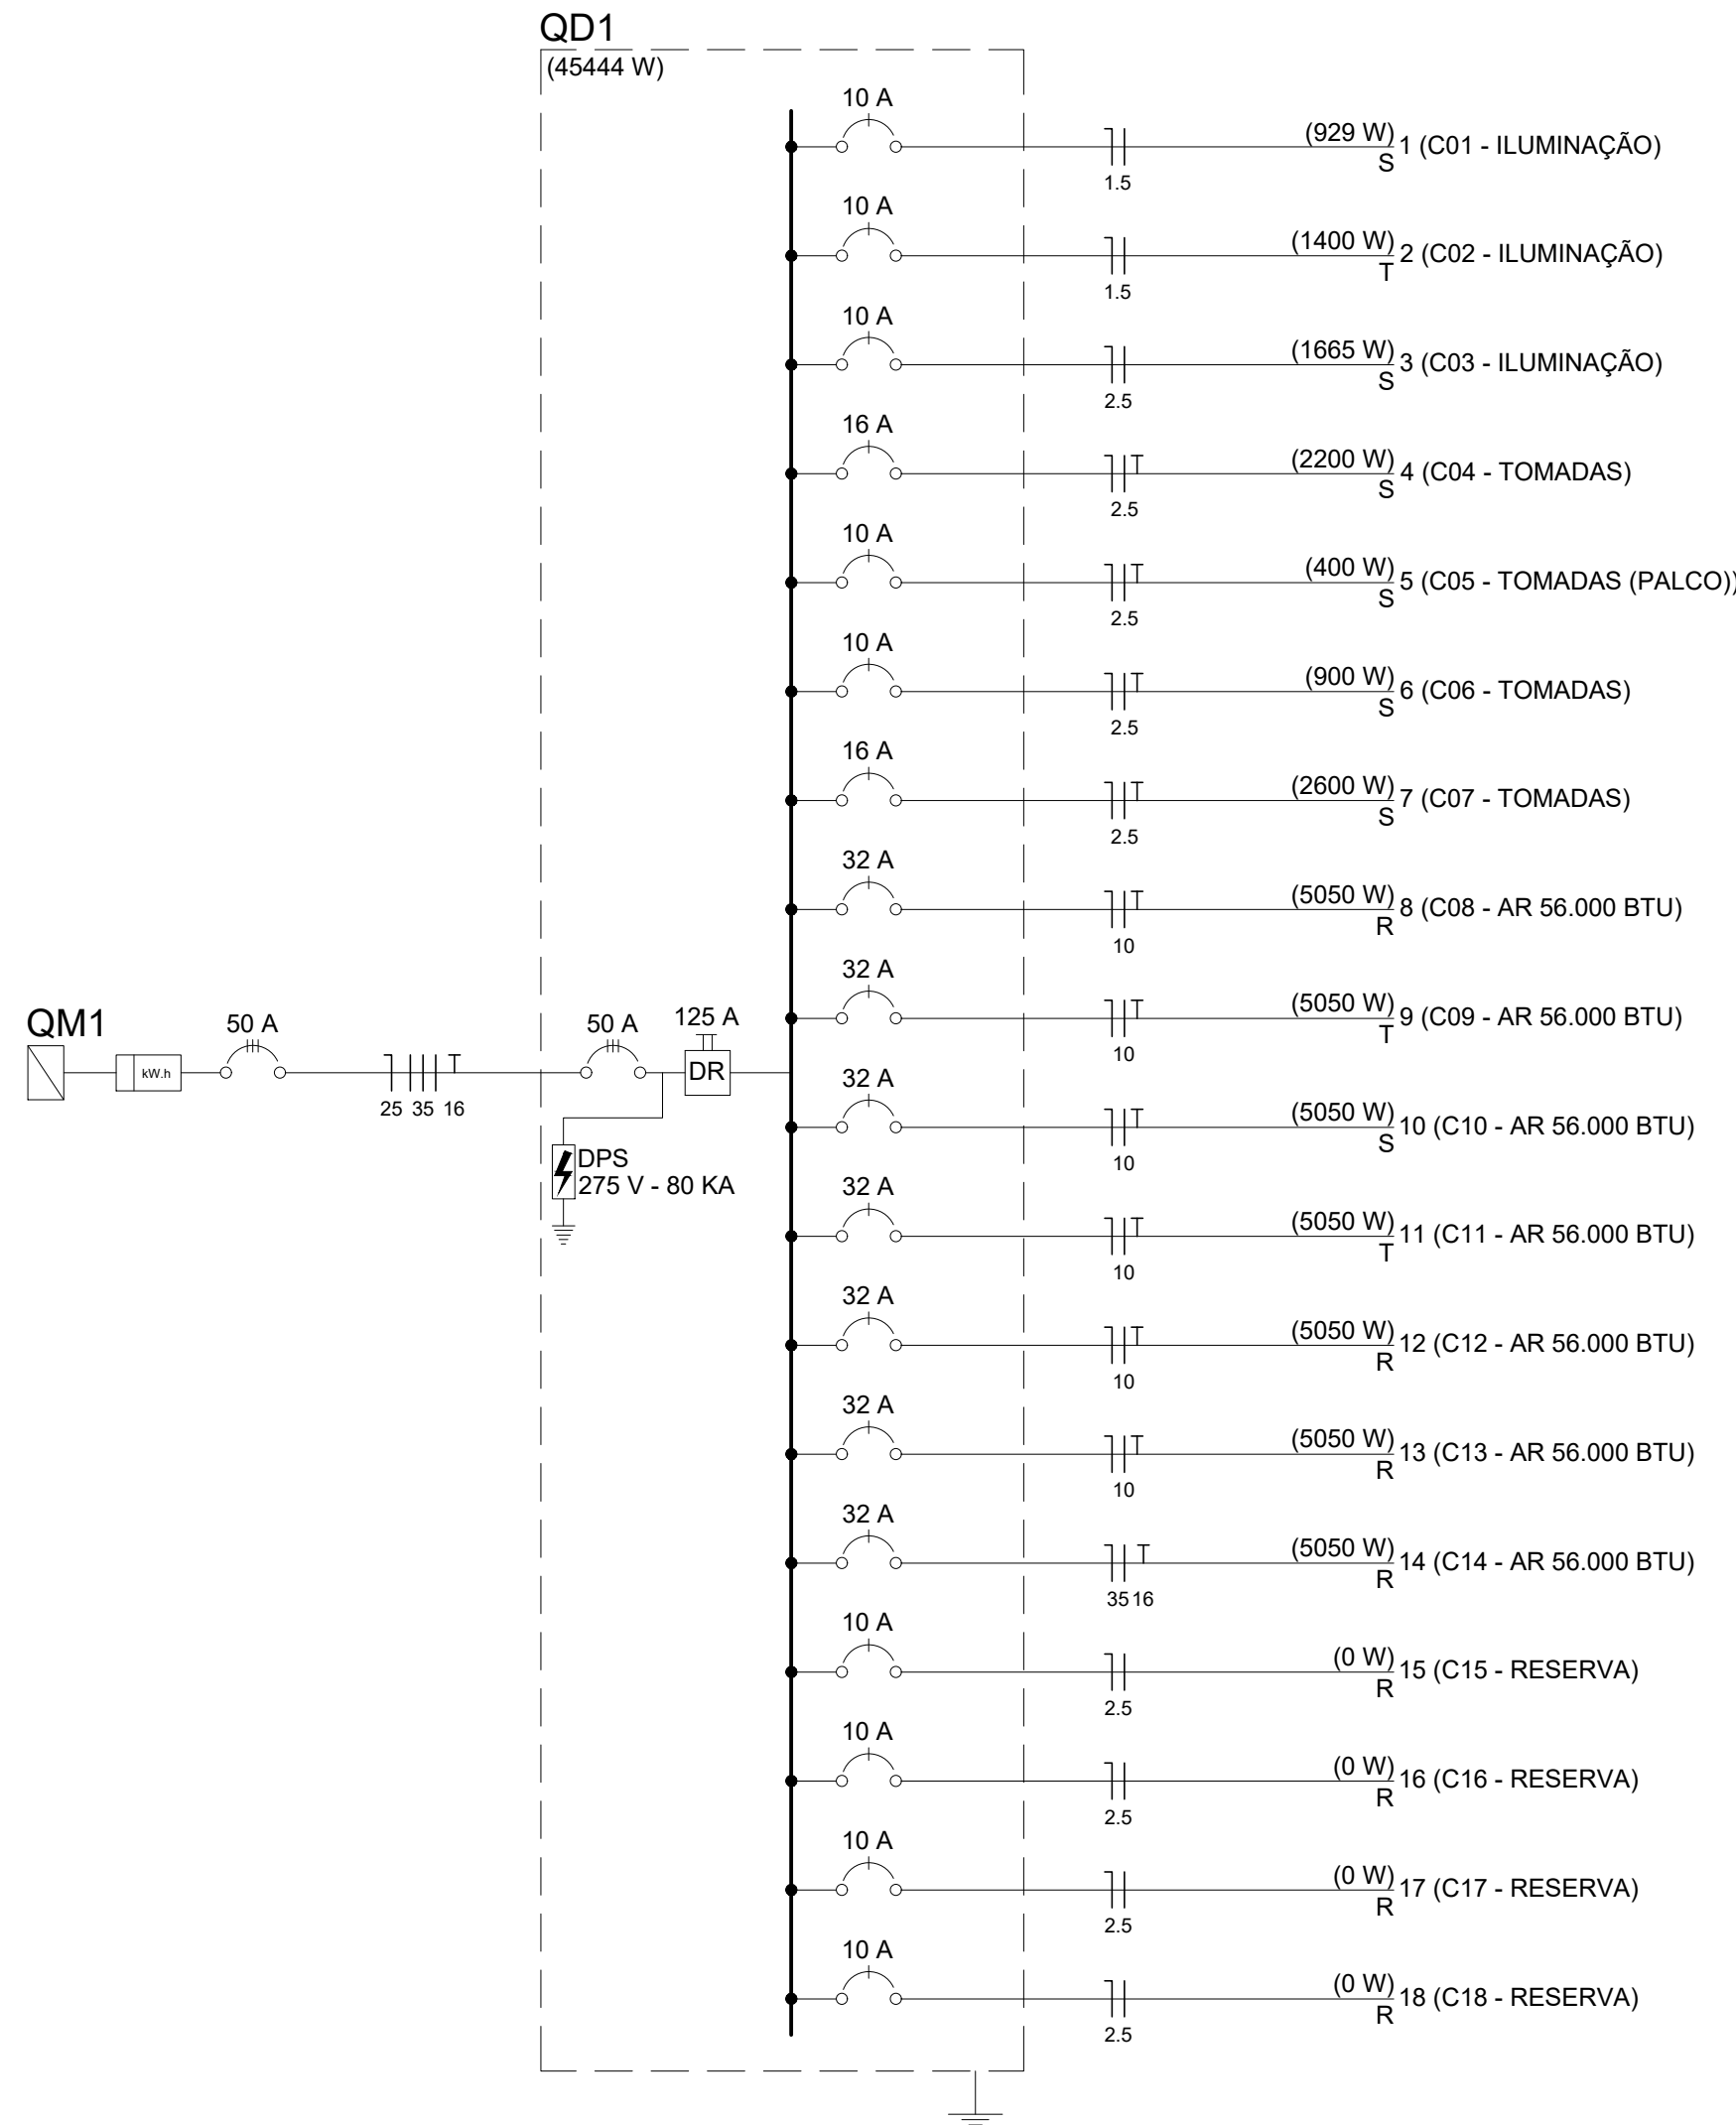 QD1
(45444 W)
10 A
(929 W)
1 (C01 - ILUMINAÇÃO)
S
1.5
10 A
(1400 W)
2 (C02 - ILUMINAÇÃO)
T
1.5
10 A
(1665 W)
3 (C03 - ILUMINAÇÃO)
S
2.5
16 A
(2200 W)
4 (C04 - TOMADAS)
S
2.5
10 A
(400 W)
5 (C05 - TOMADAS (PALCO))
S
2.5
10 A
(900 W)
6 (C06 - TOMADAS)
S
2.5
16 A
(2600 W)
7 (C07 - TOMADAS)
S
2.5
32 A
(5050 W)
8 (C08 - AR 56.000 BTU)
R
10
32 A
(5050 W)
9 (C09 - AR 56.000 BTU)
T
10
QM1
kW.h
50 A
25 35 16
50 A
125 A
DR
DPS
275 V - 80 KA
32 A
(5050 W)
10 (C10 - AR 56.000 BTU)
S
10
32 A
(5050 W)
11 (C11 - AR 56.000 BTU)
T
10
32 A
(5050 W)
12 (C12 - AR 56.000 BTU)
R
10
32 A
(5050 W)
13 (C13 - AR 56.000 BTU)
R
10
32 A
(5050 W)
14 (C14 - AR 56.000 BTU)
R
35 16
10 A
(0 W)
15 (C15 - RESERVA)
R
2.5
10 A
(0 W)
16 (C16 - RESERVA)
R
2.5
10 A
(0 W)
17 (C17 - RESERVA)
R
2.5
10 A
(0 W)
18 (C18 - RESERVA)
R
2.5